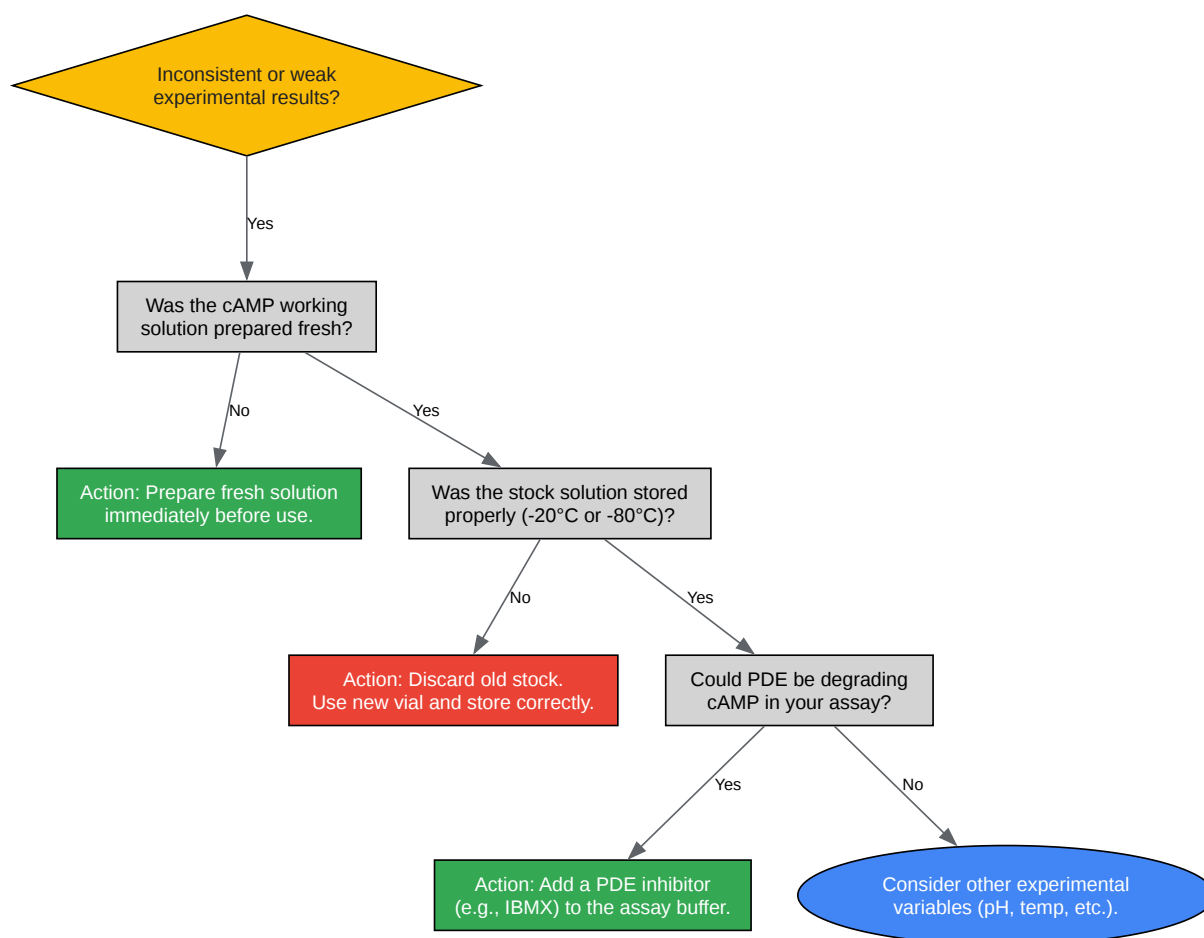 Inconsistent or weak
experimental results?
Yes
Was the cAMP working
solution prepared fresh?
No
Yes
Action: Prepare fresh solution
immediately before use.
Was the stock solution stored
properly (-20°C or -80°C)?
No
Yes
Action: Discard old stock.
Use new vial and store correctly.
Could PDE be degrading
cAMP in your assay?
Yes
No
Action: Add a PDE inhibitor
(e.g., IBMX) to the assay buffer.
Consider other experimental
variables (pH, temp, etc.).